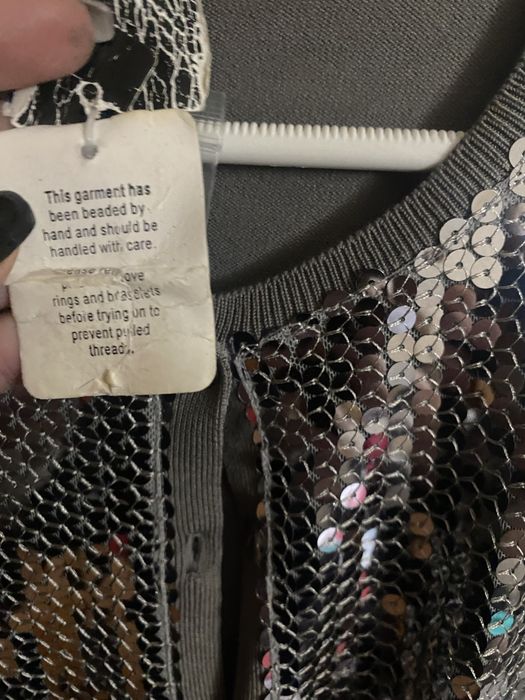 This garment has
been beaded by
hand and should be
handled with care.
ove
rings and bracelets
before trying on to
prevent pulled
threads.